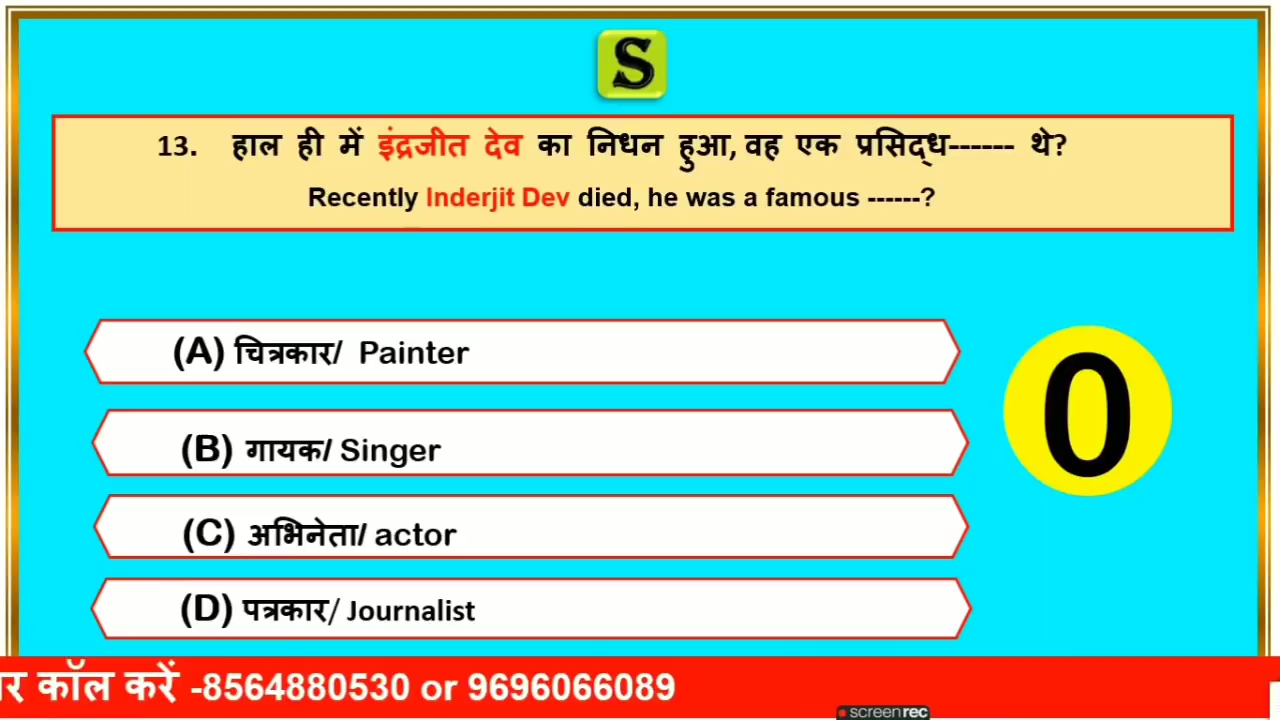 S
13. हाल ही में इंद्रजीत देव का निधन हुआ, वह एक प्रसिद्ध------ थे?
Recently Inderjit Dev died, he was a famous ------?
(A) चित्रकार/ Painter
(B) गायक/ Singer
(C) अभिनेता/ actor
(D) पत्रकार/ Journalist
0
र कॉल करें -8564880530 or 9696066089
screenrec